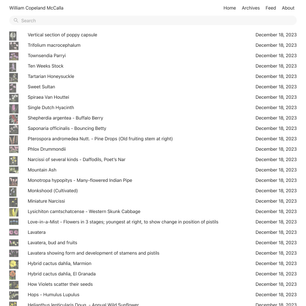 William Copeland McCalla
Home Archives Feed About
Search
Vertical section of poppy capsule December 18, 2023
Trifolium macrocephalum December 18, 2023
Townsendia Parryi December 18, 2023
Ten Weeks Stock December 18, 2023
Tartarian Honeysuckle December 18, 2023
Sweet Sultan December 18, 2023
Spiraea Van Houttei December 18, 2023
Single Dutch Hyacinth December 18, 2023
Shepherdia argentea - Buffalo Berry December 18, 2023
Saponaria officinalis - Bouncing Betty December 18, 2023
Pterospora andromedea Nutt. - Pine Drops (Old fruiting stem at right) December 18, 2023
Phlox Drummondii December 18, 2023
Narcissi of several kinds - Daffodils, Poet's Nar December 18, 2023
Mountain Ash December 18, 2023
Monotropa hypopitys - Many-flowered Indian Pipe December 18, 2023
Monkshood (Cultivated) December 18, 2023
Miniature Narcissi December 18, 2023
Lysichiton camtschatcense - Western Skunk Cabbage December 18, 2023
Love-in-a-Mist - Flowers in 3 stages; youngest at right, to show change in position of pistils December 18, 2023
Lavatera December 18, 2023
Lavatera, bud and fruits December 18, 2023
Lavatera showing form and development of stamens and pistils December 18, 2023
Hybrid cactus dahlia, Marmion December 18, 2023
Hybrid cactus dahlia, El Granada December 18, 2023
How Violets scatter their seeds December 18, 2023
Hops - Humulus Lupulus December 18, 2023
Helianthus lenticularis Doug. - Annual Wild Sunflower December 18, 2023